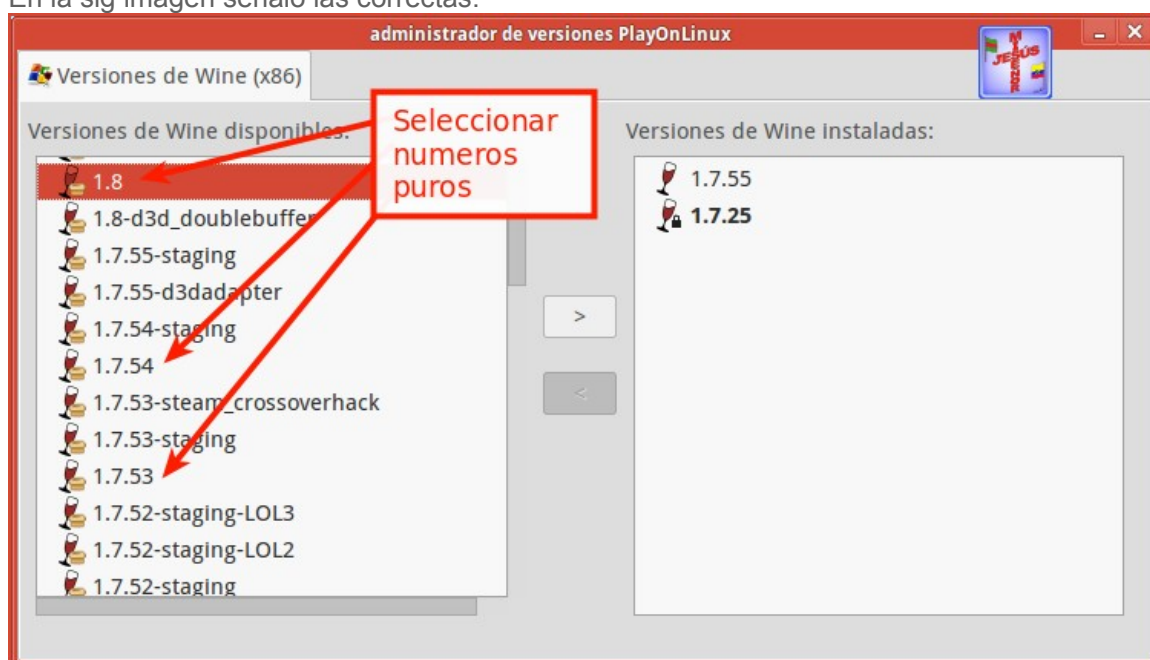 En la sig imagen señalo las correctas:
administrador de versiones PlayOnLinux
JESÚS
Versiones de Wine (x86)
Versiones de Wine disponibles:
Seleccionar
numeros
puros
Versiones de Wine instaladas:
1.8
1.8-d3d_doublebuffer
1.7.55-staging
1.7.55-d3dadapter
1.7.54-staging
1.7.54
1.7.53-steam_crossoverhack
1.7.53-staging
1.7.53
1.7.52-staging-LOL3
1.7.52-staging-LOL2
1.7.52-staging
>
<
1.7.55
1.7.25